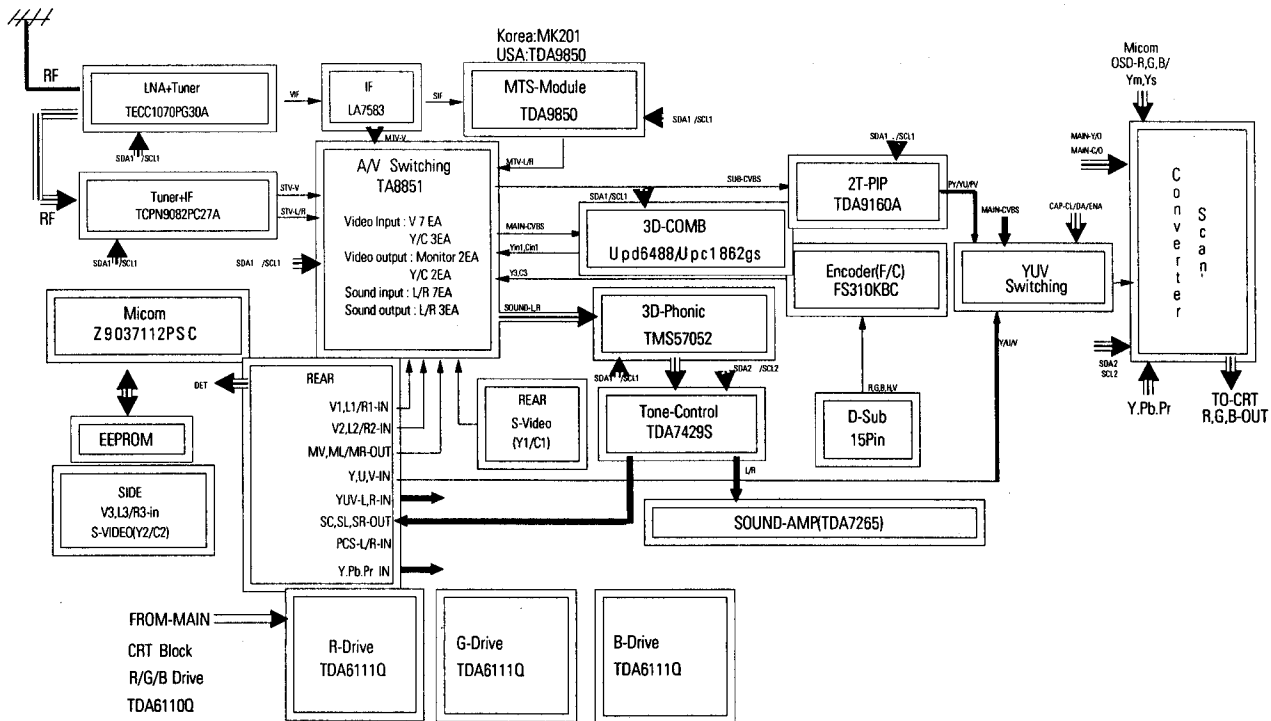 Korea:MK201
USA:TDA9850
RF
LNA+Tuner
TECC1070PG30A
VIF
IF
LA7583
SIF
MTS-Module
TDA9850
SDA1 /SCL1
Micom
OSD-R,G,B/
Ym,Ys
SDA1 /SCL1
MTV-V
MTV-L/R
SDA1 /SCL1
MAIN-Y/O
MAIN-C/O
RF
Tuner+IF
TCPN9082PC27A
STV-V
STV-L/R
SDA1 /SCL1
SDA1 /SCL1
A/V Switching
TA8851
Video Input : V 7 EA
Y/C 3EA
Video output : Monitor 2EA
Y/C 2EA
Sound input : L/R 7EA
Sound output : L/R 3EA
SUB-CVBS
SDA1/SCL1
MAIN-CVBS
Yin1,Cin1
Y3,C3
SOUND-L,R
3D-COMB
Upd6488/Upc1862gs
2T-PIP
TDA9160A
PY/YU/PV
MAIN-CVBS
CAP-CL/DA/ENA
Encoder(F/C)
FS310KBC
YUV
Switching
Y/U/V
Scan'
Converter
SDA2
SCL2
Y.Pb.Pr
TO-CRT
R,G,B-OUT
Micom
Z9037112PSC
DET
EEPROM
SIDE
V3,L3/R3-in
S-VIDEO(Y2/C2)
REAR
V1,L1/R1-IN
V2,L2/R2-IN
MV,ML/MR-OUT
Y,U,V-IN
YUV-L,R-IN
SC,SL,SR-OUT
PCS-L/R-IN
Y.Pb.Pr IN
REAR
S-Video
(Y1/C1)
3D-Phonic
TMS57052
SDA1 /SCL1
SDA2 /SCL2
Tone-Control
TDA7429S
L/R
R,G,B,H,V
D-Sub
15Pin
SOUND-AMP(TDA7265)
FROM-MAIN
CRT Block
R/G/B Drive
TDA6110Q
R-Drive
TDA6111Q
G-Drive
TDA6111Q
B-Drive
TDA6111Q